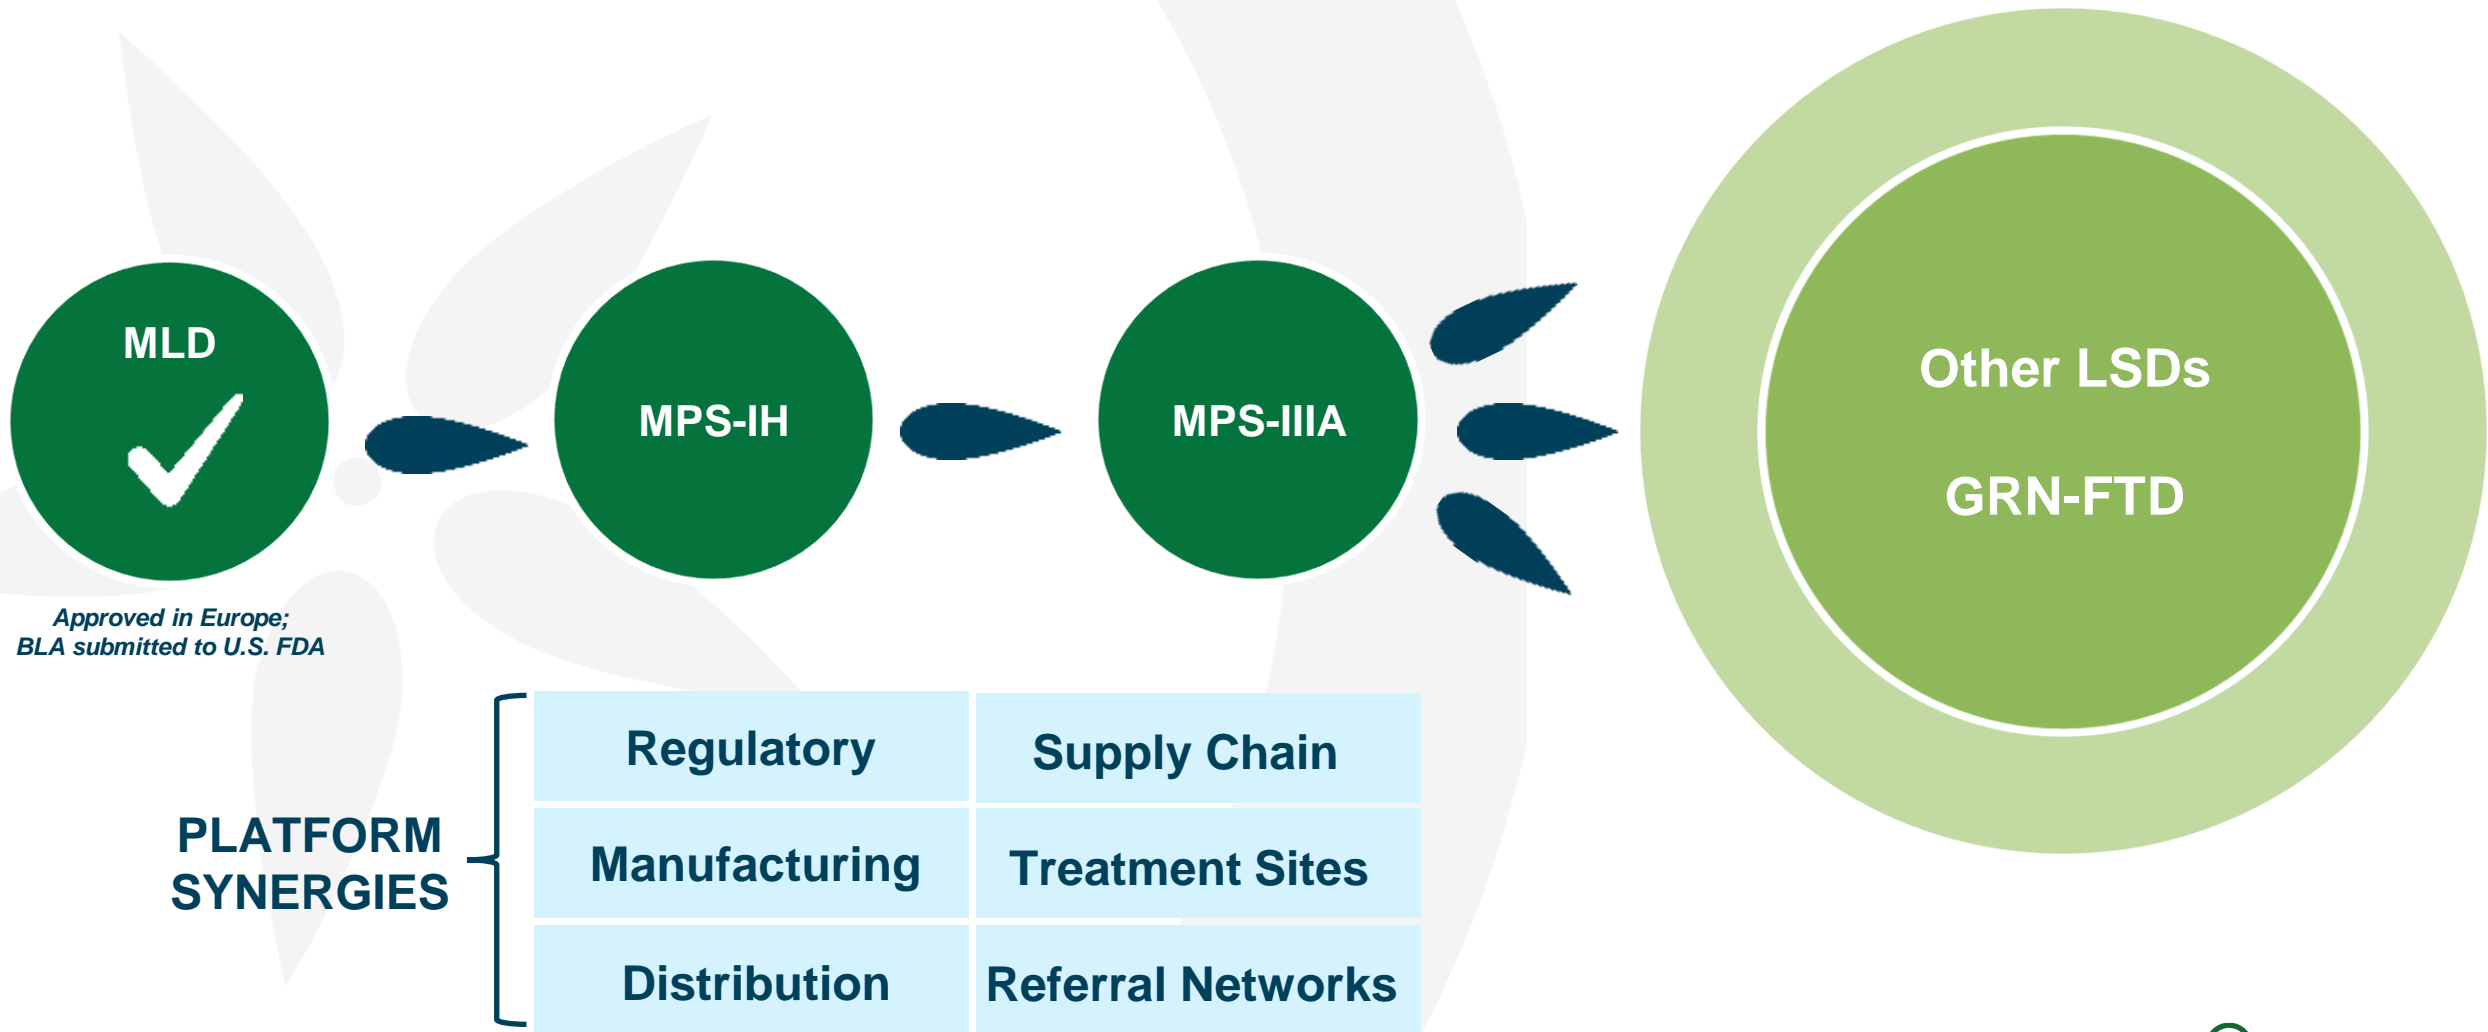 MLD
MPS-IH
MPS-IIIA
Other LSDs
GRN-FTD
Approved in Europe;
BLA submitted to U.S. FDA
PLATFORM
SYNERGIES
Regulatory
Supply Chain
Manufacturing
Treatment Sites
Distribution
Referral Networks